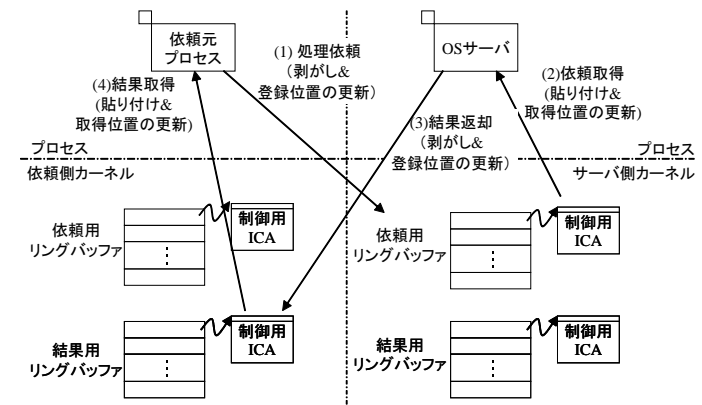 依頼元
プロセス
(1) 処理依頼
（剥がし&
登録位置の更新）
OSサーバ
(2)依頼取得
(貼り付け&
取得位置の更新)
(4)結果取得
(貼り付け&
取得位置の更新)
(3)結果返却
（剥がし&
登録位置の更新）
プロセス
プロセス
依頼側カーネル
サーバ側カーネル
依頼用
リングバッファ
制御用
ICA
依頼用
リングバッファ
制御用
ICA
結果用
リングバッファ
制御用
ICA
結果用
リングバッファ
制御用
ICA